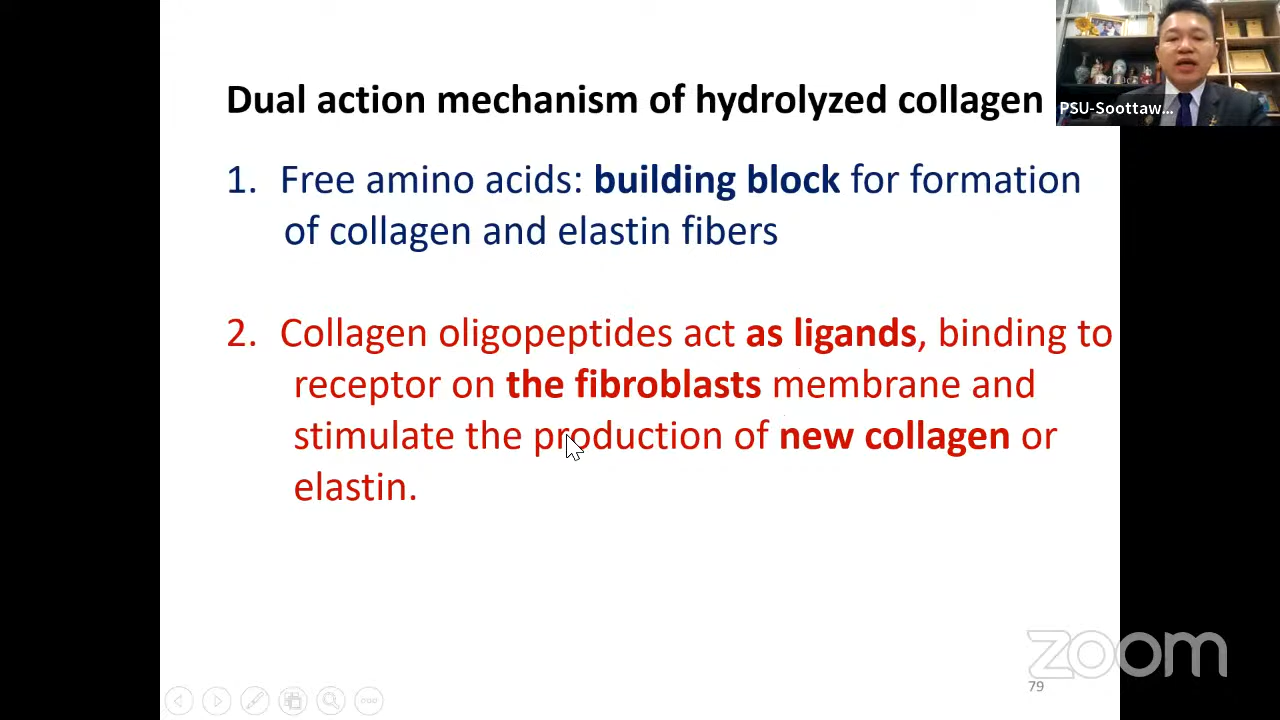 Dual action mechanism of hydrolyzed collagen
PSU-Soottaw...
1. Free amino acids: building block for formation
of collagen and elastin fibers
2. Collagen oligopeptides act as ligands, binding to
receptor on the fibroblasts membrane and
stimulate the production of new collagen or
elastin.
zoom
79